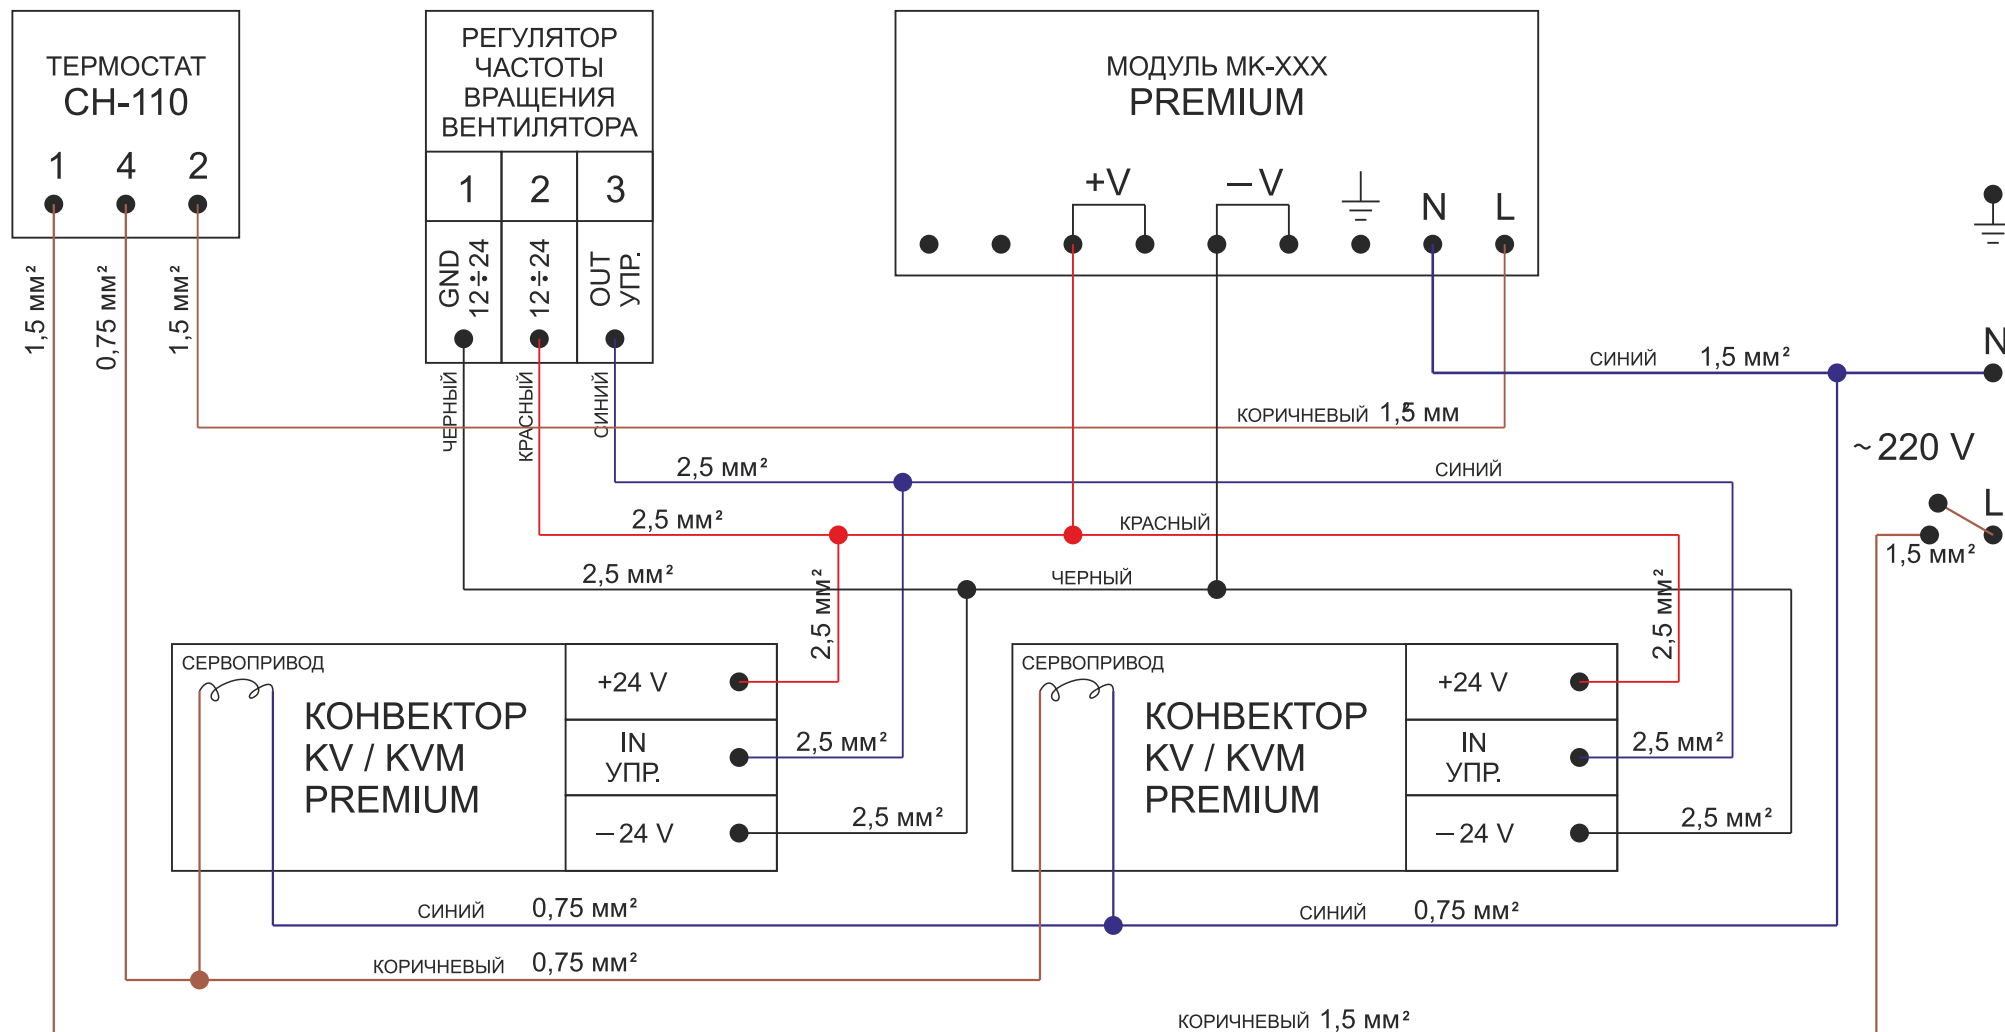 ТЕРМОСТАТ
CH-110
1 4 2
РЕГУЛЯТОР
ЧАСТОТЫ
ВРАЩЕНИЯ
ВЕНТИЛЯТОРА
1 2 3
GND
12÷24
12÷24
OUT
УПР.
МОДУЛЬ МК-ХХХ
PREMIUM
+V –V N L
1,5 мм²
0,75 мм²
1,5 мм²
ЧЕРНЫЙ
КРАСНЫЙ
СИНИЙ
СИНИЙ 1,5 мм²
N
КОРИЧНЕВЫЙ 1,5 мм²
~220 V
L
1,5 мм²
2,5 мм² СИНИЙ
2,5 мм² КРАСНЫЙ
2,5 мм² ЧЕРНЫЙ
2,5 мм²
2,5 мм²
СЕРВОПРИВОД
КОНВЕКТОР
KV / KVM
PREMIUM
+24 V
IN
УПР.
–24 V
2,5 мм²
2,5 мм²
СЕРВОПРИВОД
КОНВЕКТОР
KV / KVM
PREMIUM
+24 V
IN
УПР.
–24 V
2,5 мм²
2,5 мм²
СИНИЙ 0,75 мм²
СИНИЙ 0,75 мм²
КОРИЧНЕВЫЙ 0,75 мм²
КОРИЧНЕВЫЙ 1,5 мм²